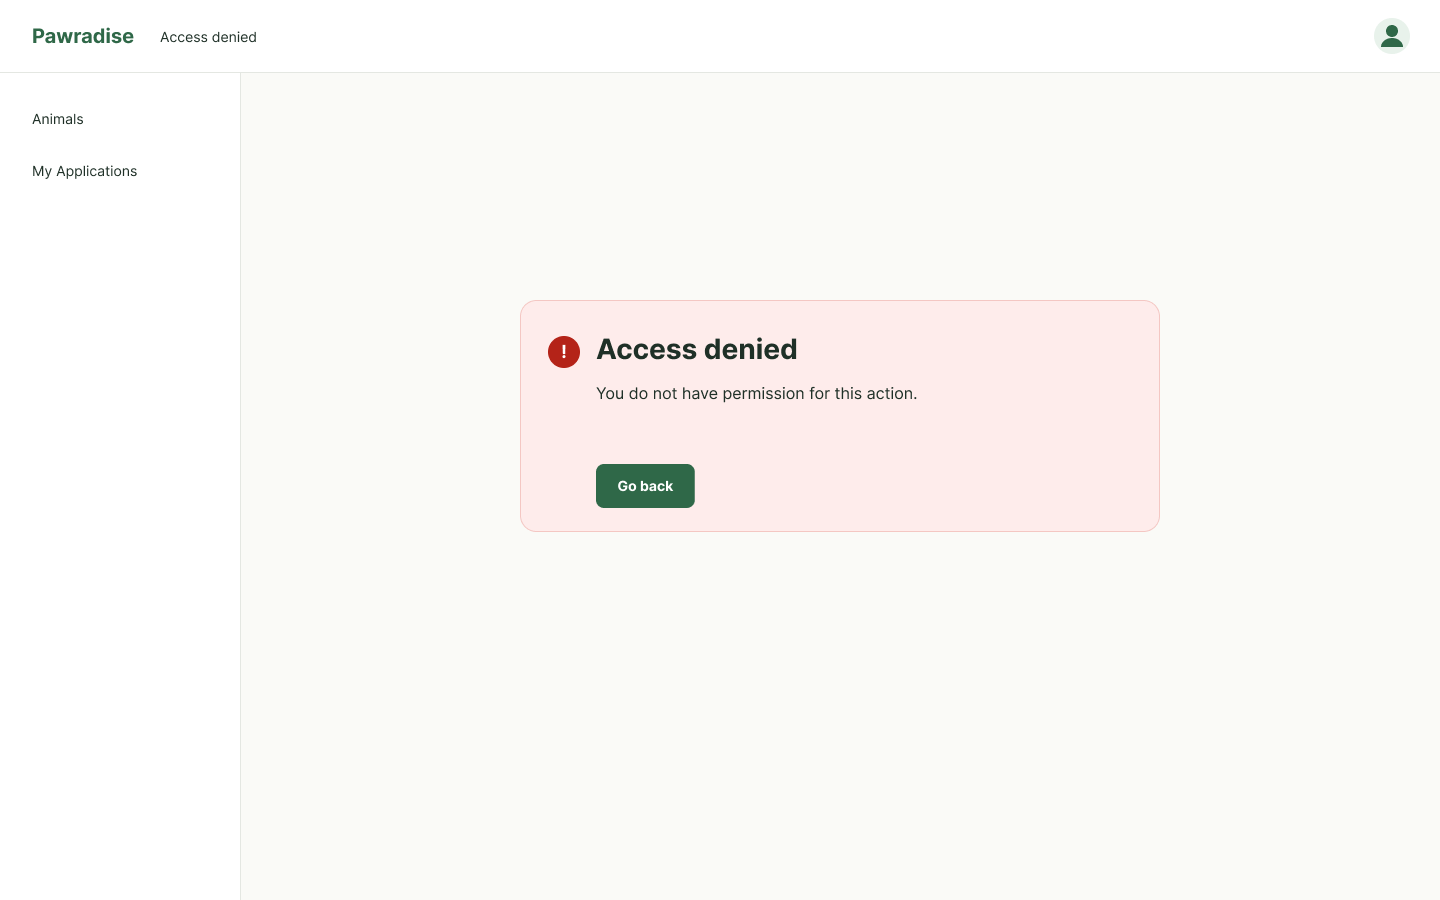 Pawradise
Access denied
Animals
My Applications
!
Access denied
You do not have permission for this action.
Go back